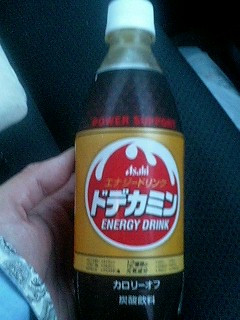 POWER SUPPORT
Asahi
エナジードリンク
ドデカミン
ENERGY DRINK
カロリーオフ
炭酸飲料